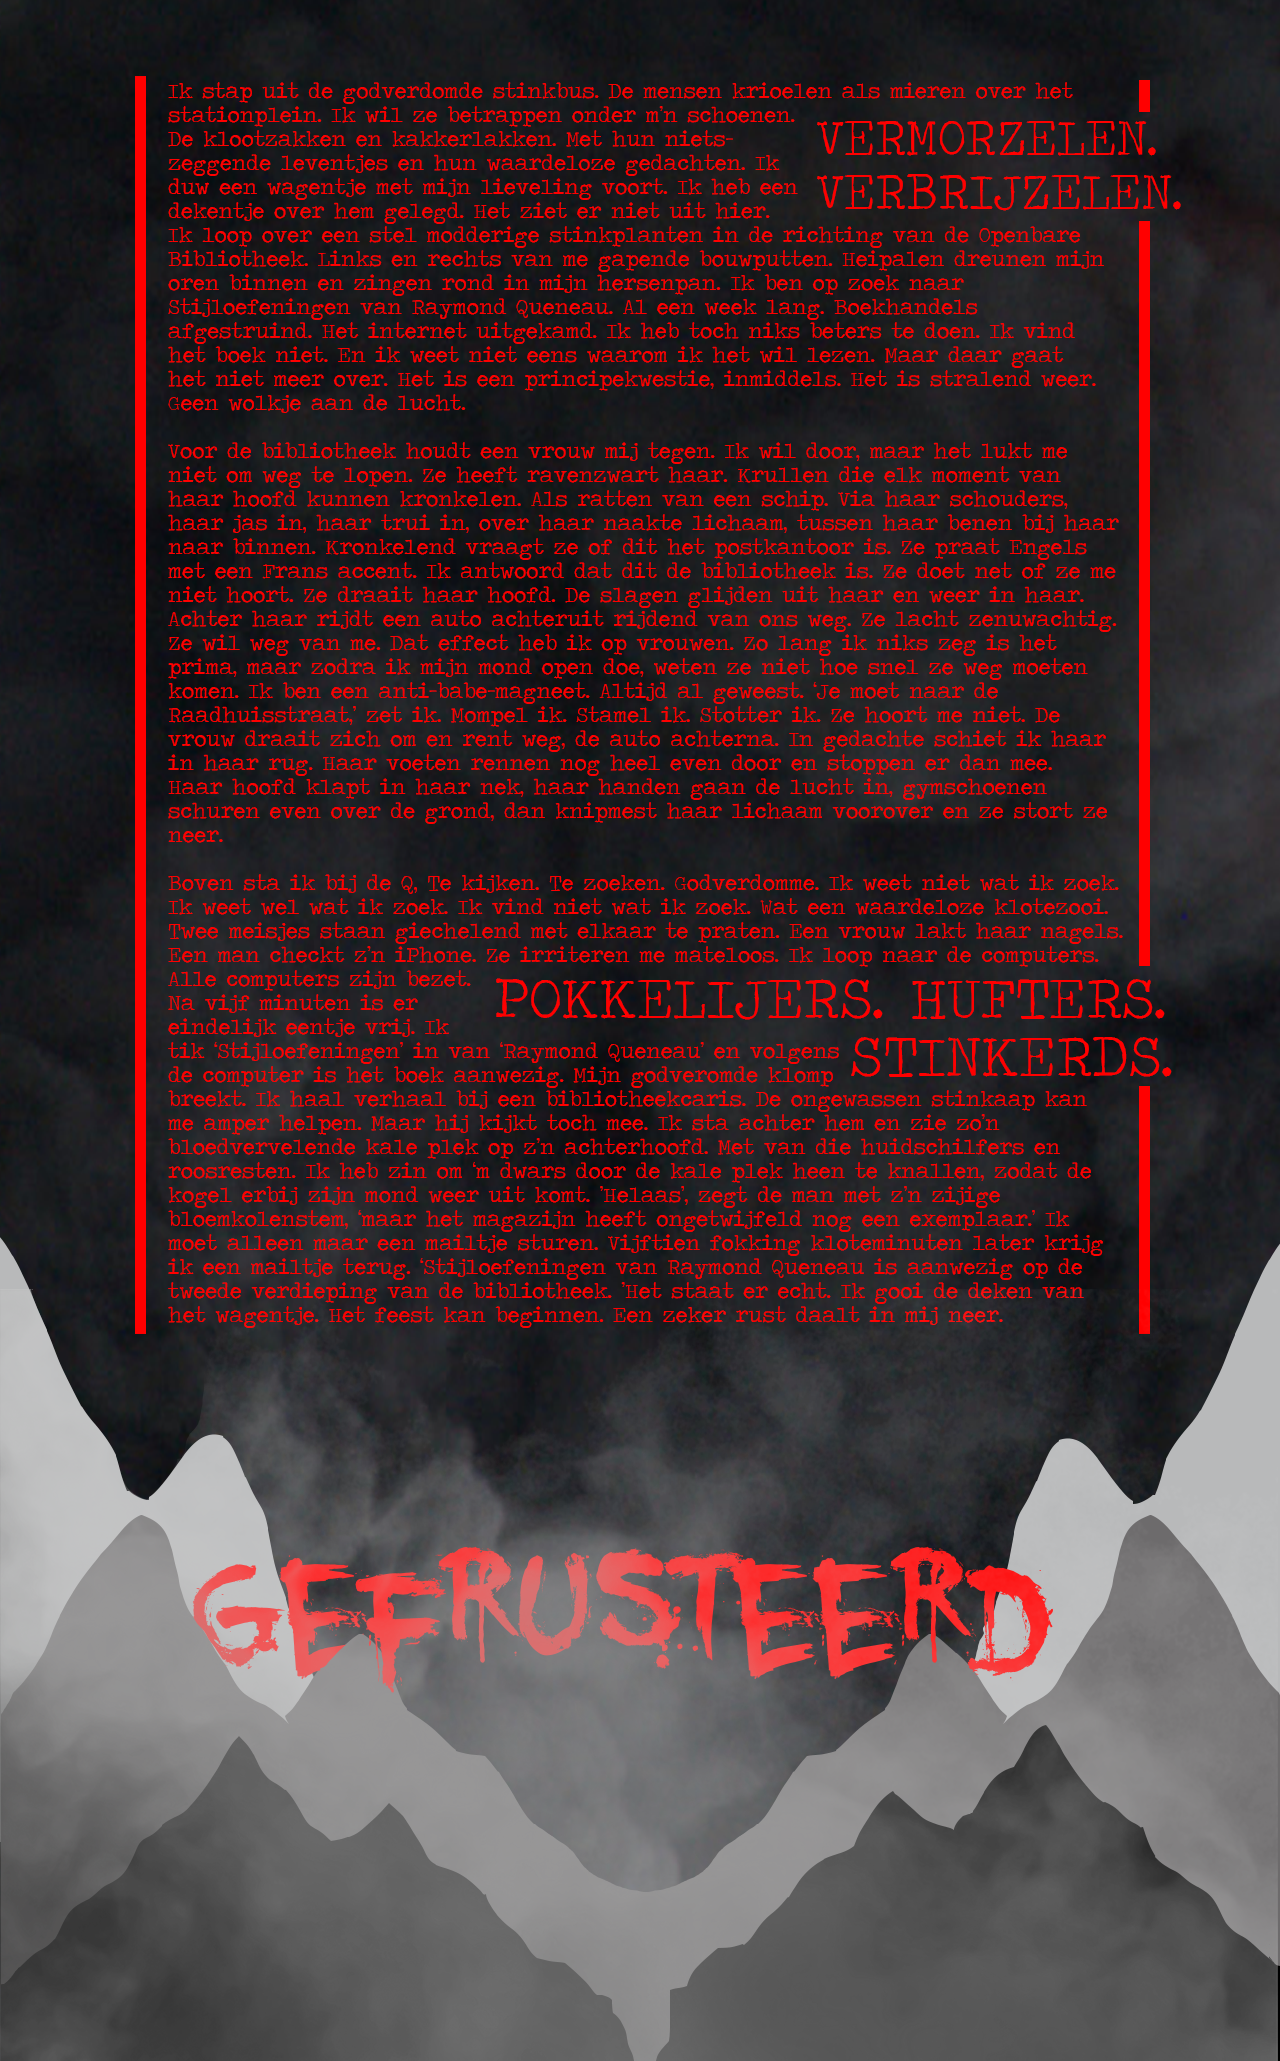 Ik stap uit de godverdomde stinkbus. De mensen krioelen als mieren over het
stationplein. Ik wil ze betrappen onder m’n schoenen.
VERMORZELEN.
De klootzakken en kakkerlakken. Met hun niets-
zeggende leventjes en hun waardeloze gedachten. Ik
VERBRIJZELEN.
duw een wagentje met mijn lieveling voort. Ik heb een
dekentje over hem gelegd. Het ziet er niet uit hier.
Ik loop over een stel modderige stinkplanten in de richting van de Openbare
Bibliotheek. Links en rechts van me gapende bouwputten. Heipalen dreunen mijn
oren binnen en zingen rond in mijn hersenpan. Ik ben op zoek naar
Stijloefeningen van Raymond Queneau. Al een week lang. Boekhandels
afgestruind. Het internet uitgekamd. Ik heb toch niks beters te doen. Ik vind
het boek niet. En ik weet niet eens waarom ik het wil lezen. Maar daar gaat
het niet meer over. Het is een principekwestie, inmiddels. Het is stralend weer.
Geen wolkje aan de lucht.
Voor de bibliotheek houdt een vrouw mij tegen. Ik wil door, maar het lukt me
niet om weg te lopen. Ze heeft ravenzwart haar. Krullen die elk moment van
haar hoofd kunnen kronkelen. Als ratten van een schip. Via haar schouders,
haar jas in, haar trui in, over haar naakte lichaam, tussen haar benen bij haar
naar binnen. Kronkelend vraagt ze of dit het postkantoor is. Ze praat Engels
met een Frans accent. Ik antwoord dat dit de bibliotheek is. Ze doet net of ze me
niet hoort. Ze draait haar hoofd. De slagen glijden uit haar en weer in haar.
Achter haar rijdt een auto achteruit rijdend van ons weg. Ze lacht zenuwachtig.
Ze wil weg van me. Dat effect heb ik op vrouwen. Zo lang ik niks zeg is het
prima, maar zodra ik mijn mond open doe, weten ze niet hoe snel ze weg moeten
komen. Ik ben een anti-babe-magneet. Altijd al geweest. ‘Je moet naar de
Raadhuisstraat,’ zet ik. Mompel ik. Stamel ik. Stotter ik. Ze hoort me niet. De
vrouw draait zich om en rent weg, de auto achterna. In gedachte schiet ik haar
in haar rug. Haar voeten rennen nog heel even door en stoppen er dan mee.
Haar hoofd klapt in haar nek, haar handen gaan de lucht in, gymschoenen
schuren even over de grond, dan knipmest haar lichaam voorover en ze stort ze
neer.
Boven sta ik bij de Q, Te kijken. Te zoeken. Godverdomme. Ik weet niet wat ik zoek.
Ik weet wel wat ik zoek. Ik vind niet wat ik zoek. Wat een waardeloze klotezooi.
Twee meisjes staan giechelend met elkaar te praten. Een vrouw lakt haar nagels.
Een man checkt z’n iPhone. Ze irriteren me mateloos. Ik loop naar de computers.
Alle computers zijn bezet.
POKKELIJERS. HUFTERS.
Na vijf minuten is er
eindelijk eentje vrij. Ik
tik ‘Stijloefeningen’ in van ‘Raymond Queneau’ en volgens
STINKERDS.
de computer is het boek aanwezig. Mijn godveromde klomp
breekt. Ik haal verhaal bij een bibliotheekcaris. De ongewassen stinkaap kan
me amper helpen. Maar hij kijkt toch mee. Ik sta achter hem en zie zo’n
bloedvervelende kale plek op z’n achterhoofd. Met van die huidschilfers en
roosresten. Ik heb zin om ‘m dwars door de kale plek heen te knallen, zodat de
kogel erbij zijn mond weer uit komt. ’Helaas’, zegt de man met z’n zijige
bloemkolenstem, ‘maar het magazijn heeft ongetwijfeld nog een exemplaar.’ Ik
moet alleen maar een mailtje sturen. Vijftien fokking kloteminuten later krijg
ik een mailtje terug. ‘Stijloefeningen van Raymond Queneau is aanwezig op de
tweede verdieping van de bibliotheek. ’Het staat er echt. Ik gooi de deken van
het wagentje. Het feest kan beginnen. Een zeker rust daalt in mij neer.
GEFRUSTEERD